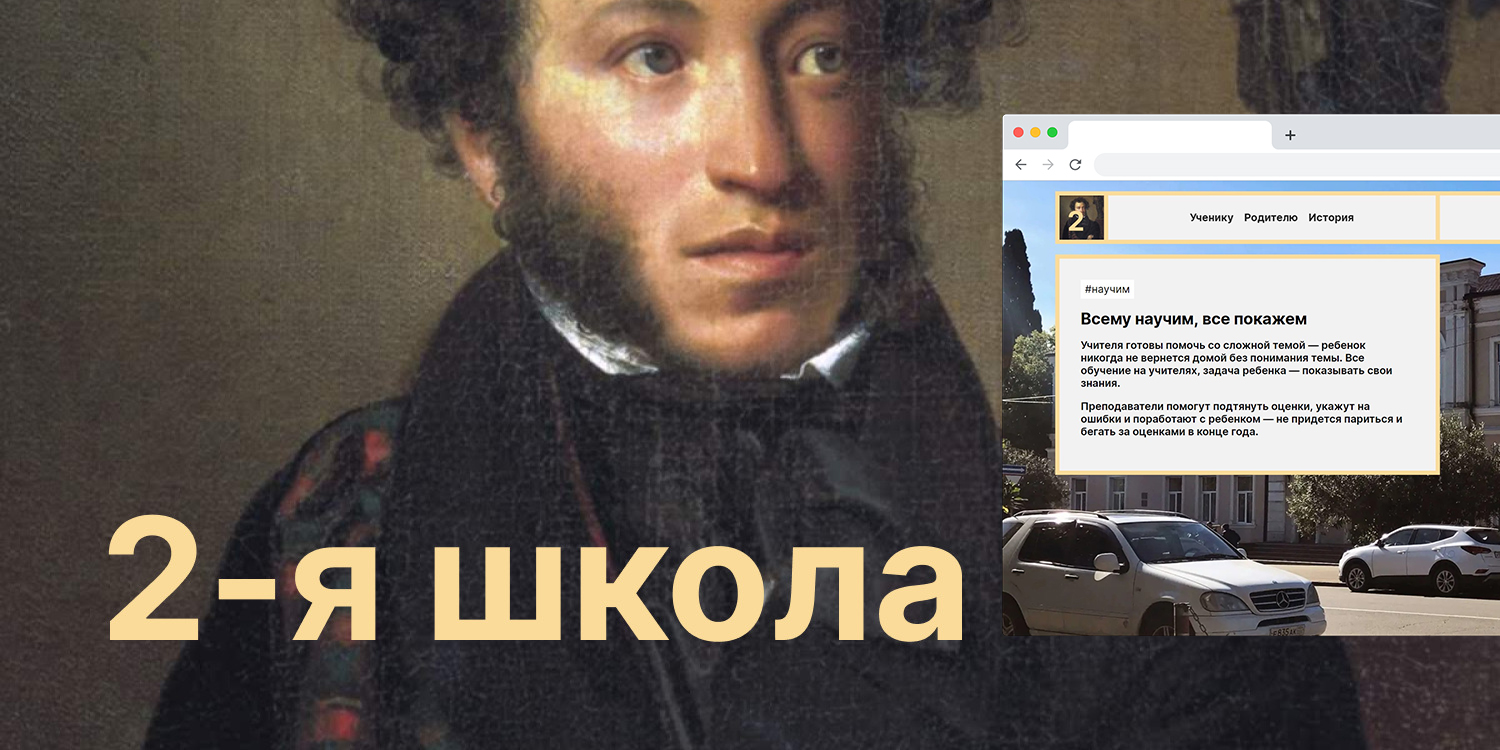 2-я школа
2
Ученику Родителю История
#научим
Всему научим, все покажем
Учителя готовы помочь со сложной темой — ребенок
никогда не вернется домой без понимания темы. Все
обучение на учителях, задача ребенка — показывать свои
знания.
Преподаватели помогут подтянуть оценки, укажут на
ошибки и поработают с ребенком — не придется париться и
бегать за оценками в конце года.